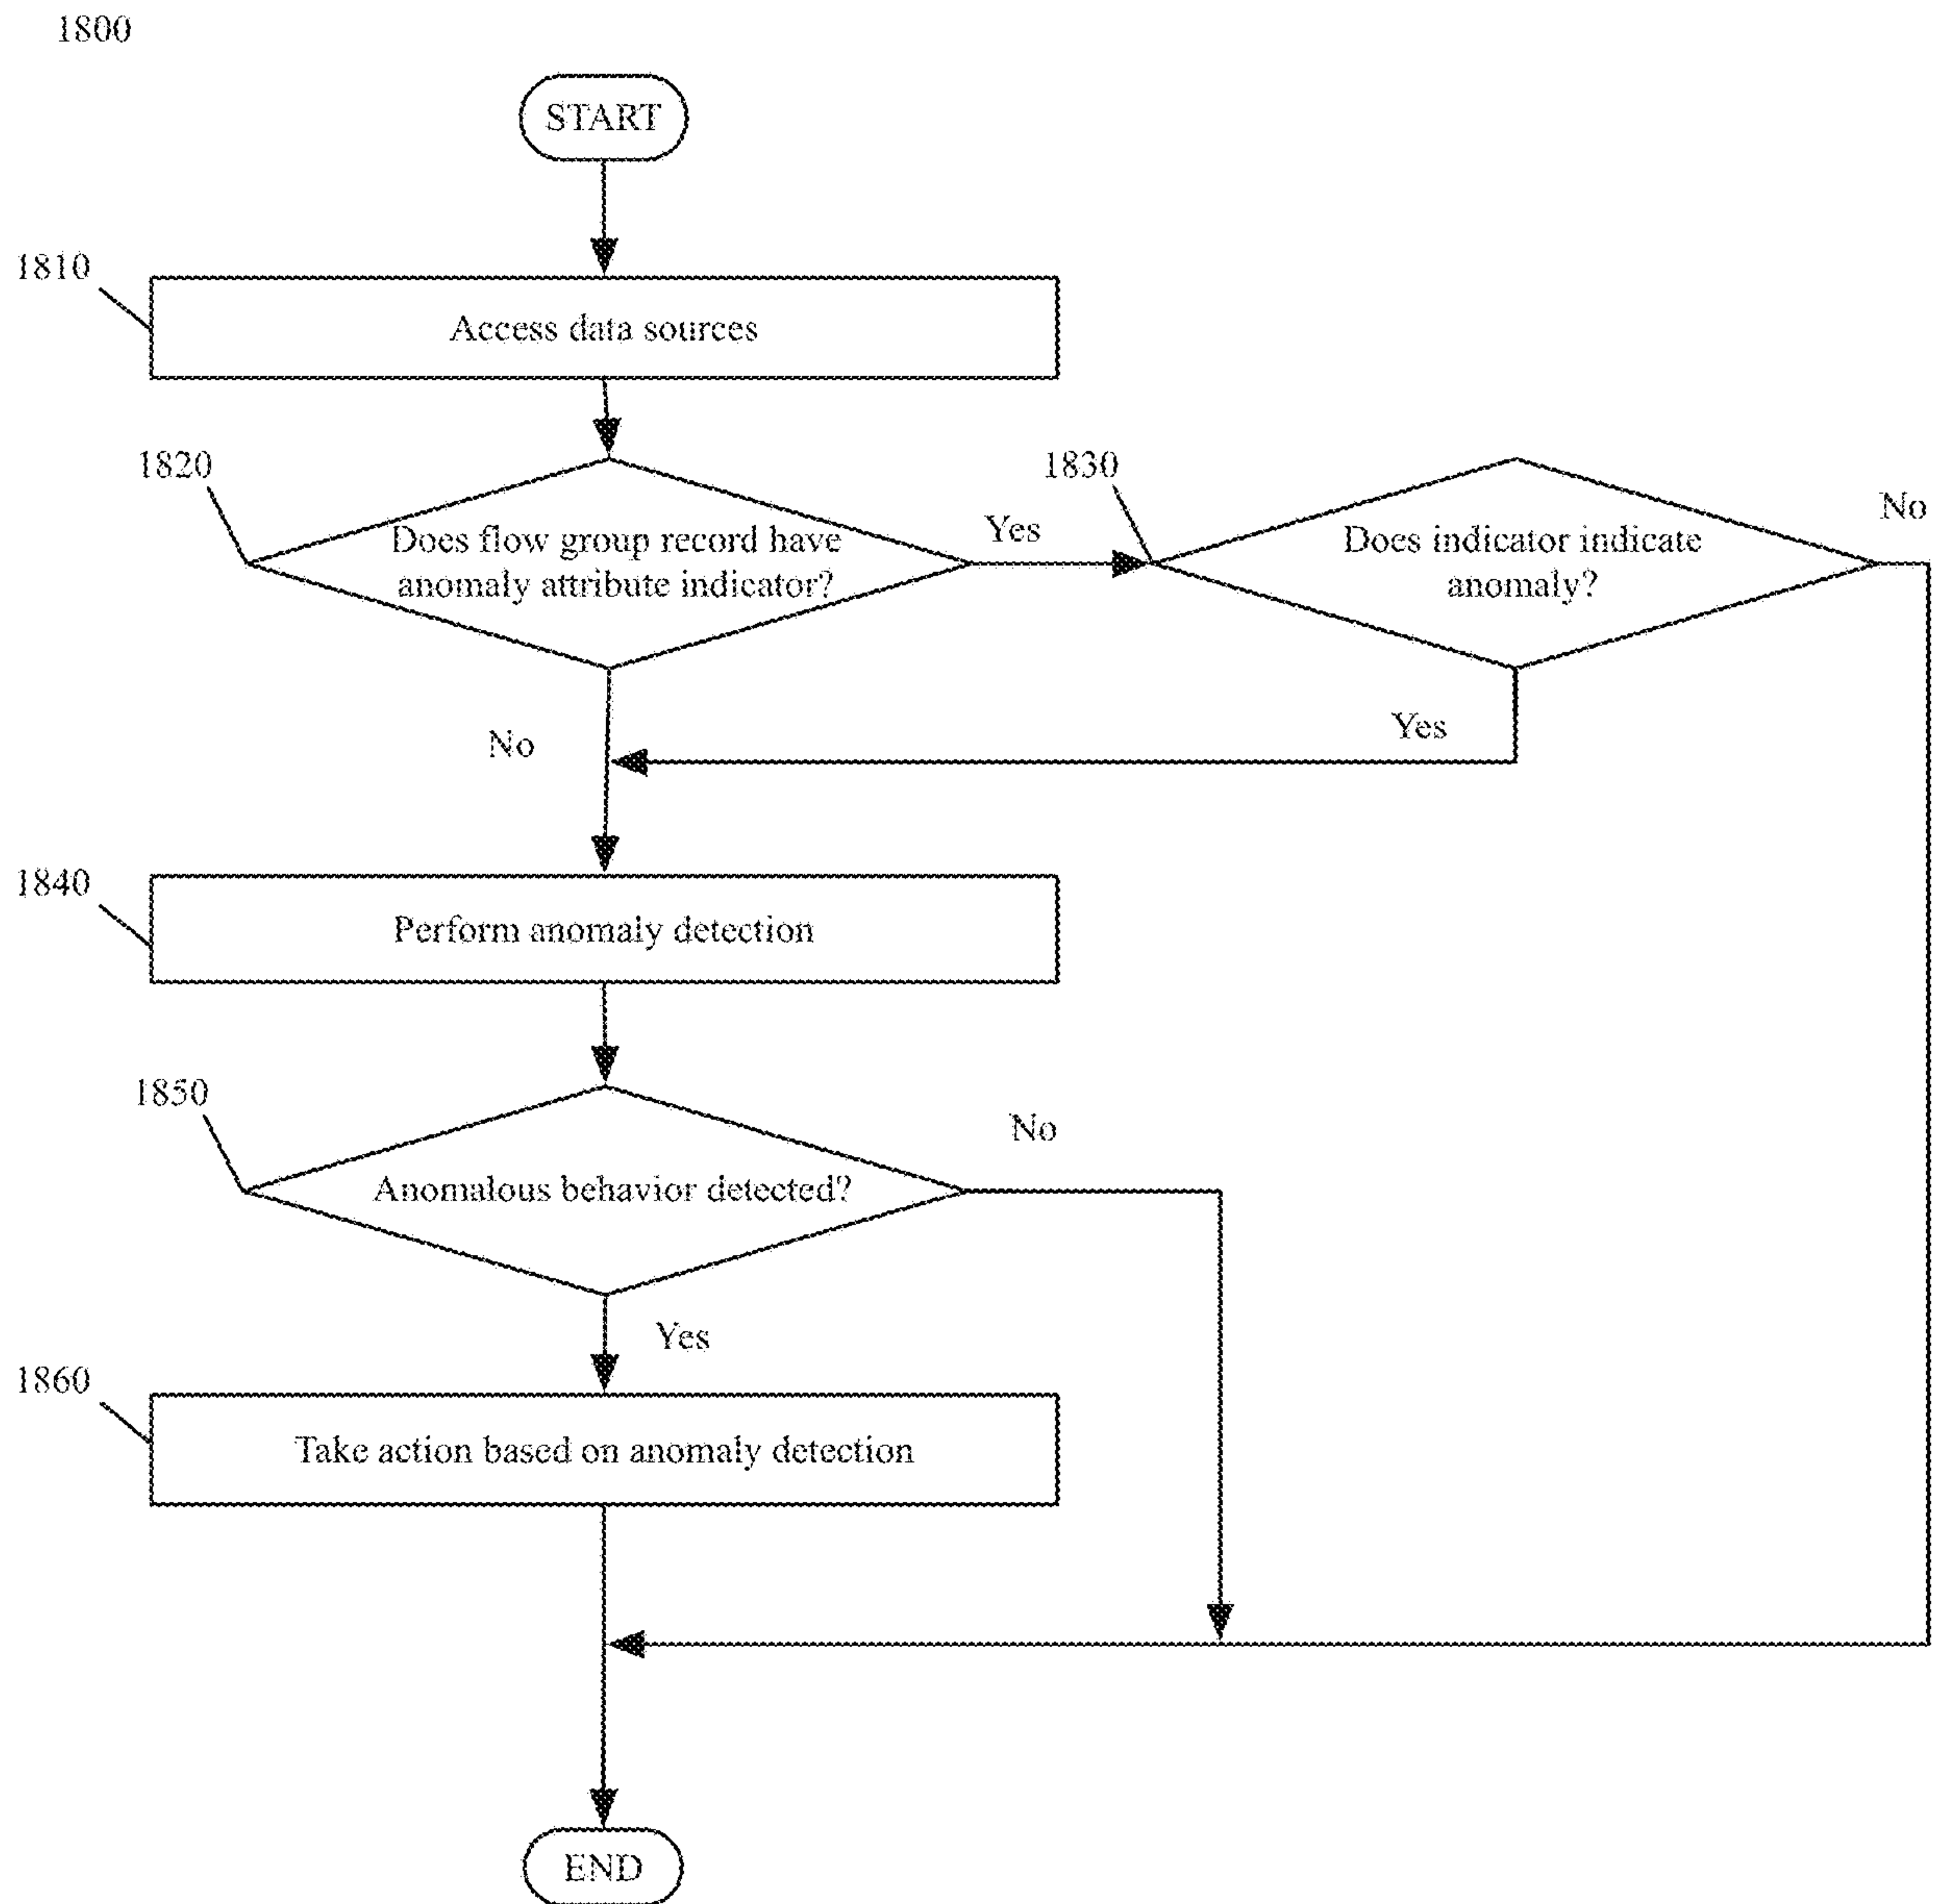 1800
START
1810
Access data sources
1820
Does flow group record have
anomaly attribute indicator?
Yes
1830
Does indicator indicate
anomaly?
No
No
Yes
1840
Perform anomaly detection
1850
Anomalous behavior detected?
No
Yes
1860
Take action based on anomaly detection
END